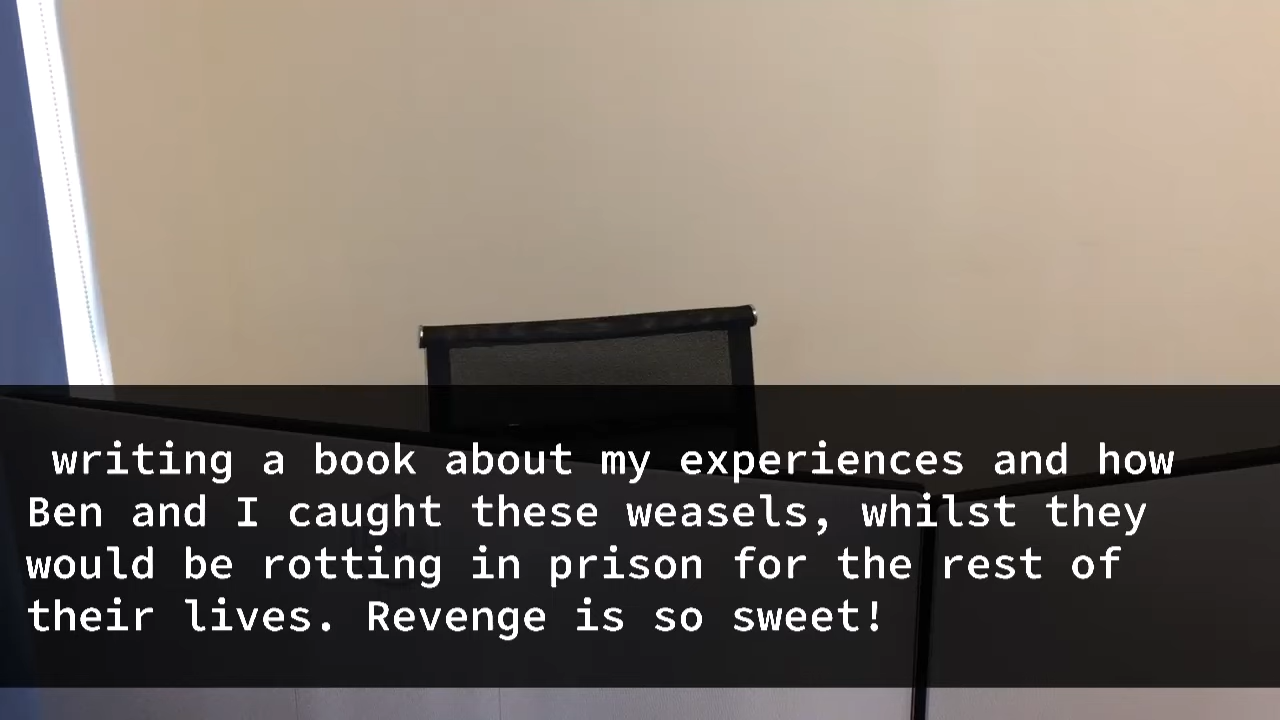 writing a book about my experiences and how
Ben and I caught these weasels, whilst they
would be rotting in prison for the rest of
their lives. Revenge is so sweet!